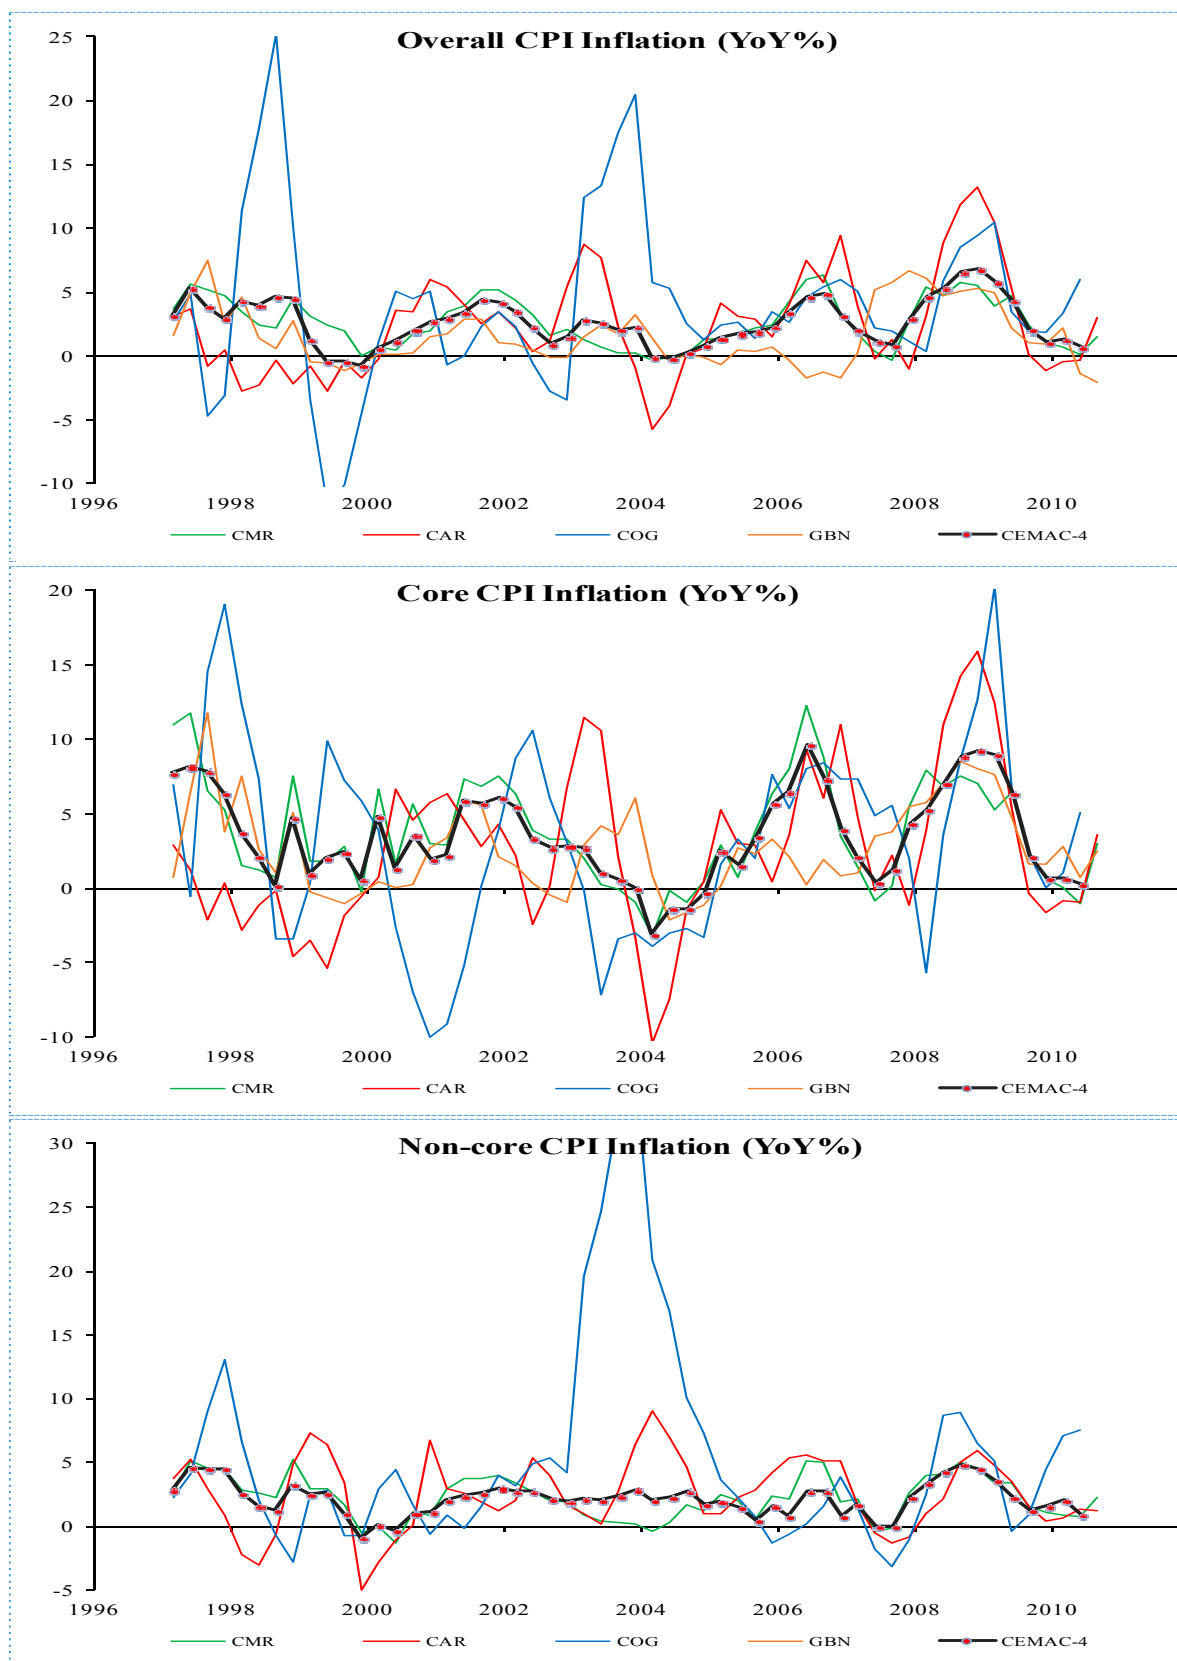 Overall CPI Inflation (YoY%)
25
20
15
10
5
0
-5
-10
1996 1998 2000 2002 2004 2006 2008 2010
CMR CAR COG GBN CEMAC-4
Core CPI Inflation (YoY%)
20
15
10
5
0
-5
-10
1996 1998 2000 2002 2004 2006 2008 2010
CMR CAR COG GBN CEMAC-4
Non-core CPI Inflation (YoY%)
30
25
20
15
10
5
0
-5
1996 1998 2000 2002 2004 2006 2008 2010
CMR CAR COG GBN CEMAC-4